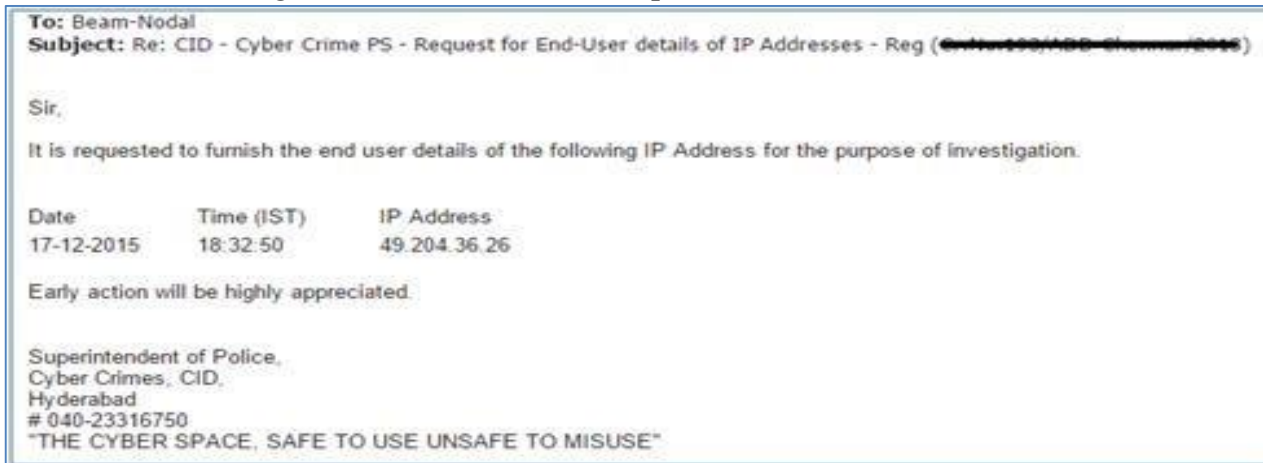 To: Beam-Nodal
Subject: Re: CID - Cyber Crime PS - Request for End-User details of IP Addresses - Reg (
Sir,
It is requested to furnish the end user details of the following IP Address for the purpose of investigation.
Date Time (IST) IP Address
17-12-2015 18:32:50 49.204.36.26
Early action will be highly appreciated.
Superintendent of Police,
Cyber Crimes, CID,
Hyderabad
# 040-23316750
"THE CYBER SPACE, SAFE TO USE UNSAFE TO MISUSE"